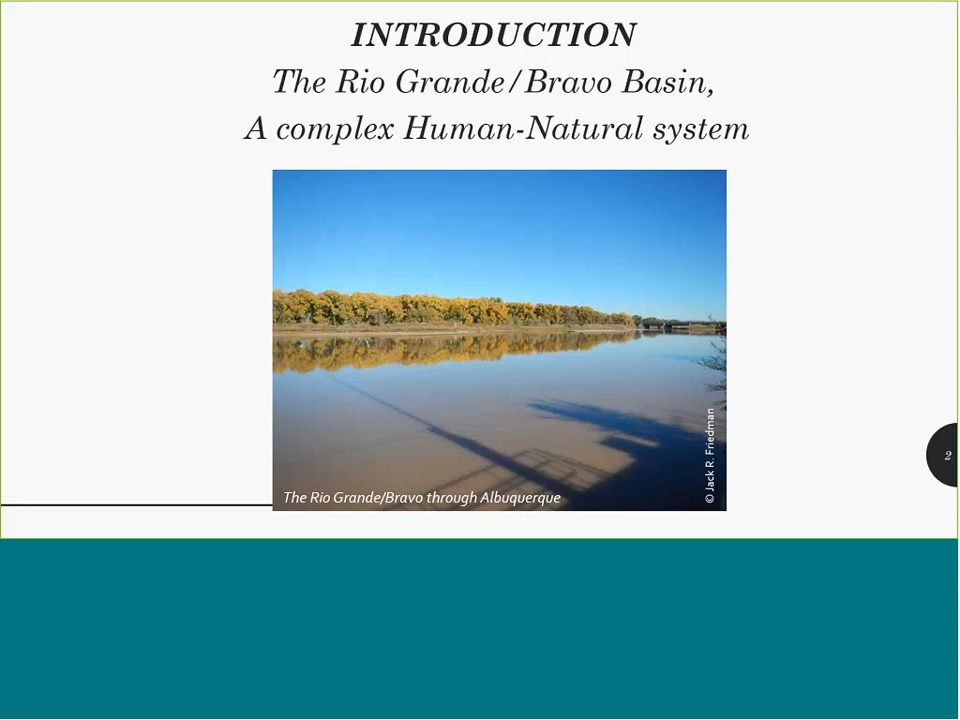 INTRODUCTION
The Rio Grande/Bravo Basin,
A complex Human-Natural system
© Jack R. Friedman
The Rio Grande/Bravo through Albuquerque
2